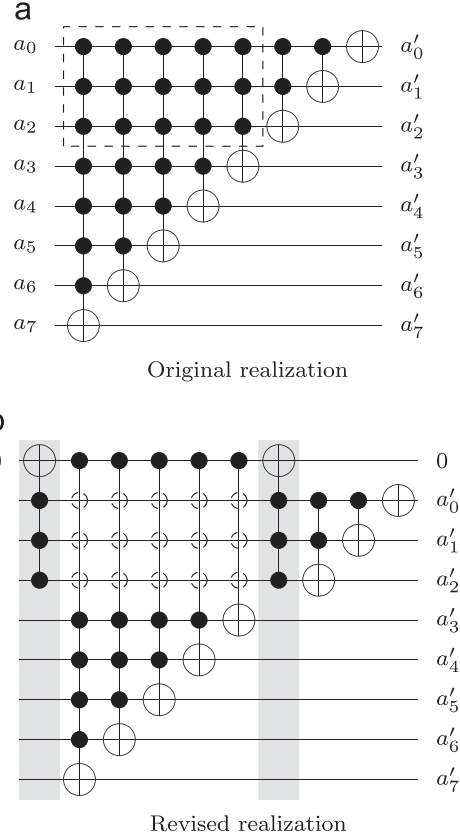 a
a₀ a′₀
a₁ a′₁
a₂ a′₂
a₃ a′₃
a₄ a′₄
a₅ a′₅
a₆ a′₆
a₇ a′₇
Original realization
0
a′₀
a′₁
a′₂
a′₃
a′₄
a′₅
a′₆
a′₇
Revised realization